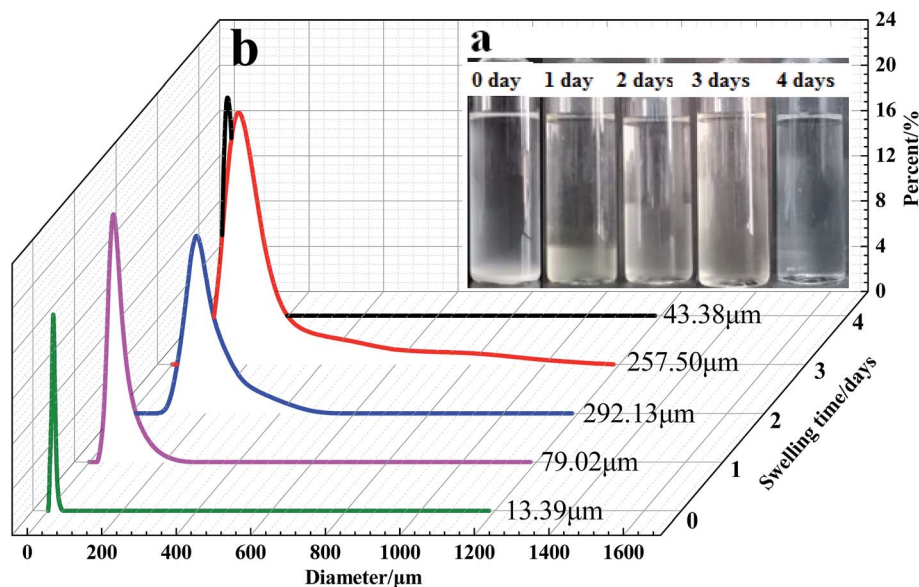 b
a
0 day 1 day 2 days 3 days 4 days
24
20
16
12
8
4
0
Percent/%
43.38μm
257.50μm
292.13μm
79.02μm
13.39μm
4
3
2
1
0
Swelling time/days
0 200 400 600 800 1000 1200 1400 1600
Diameter/μm